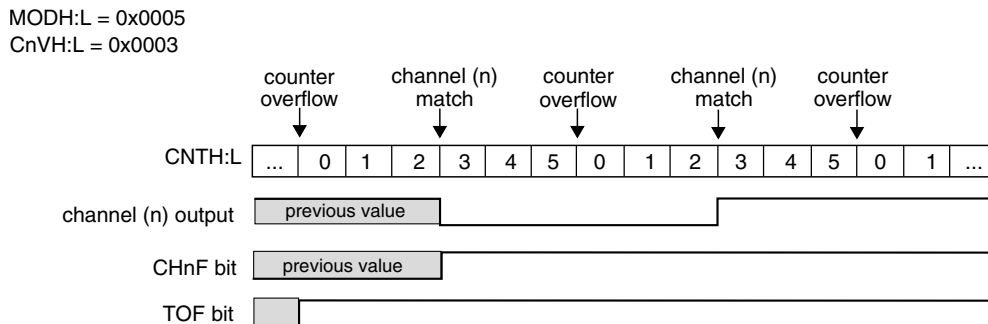 MODH:L = 0x0005
CnVH:L = 0x0003
counter overflow
channel (n) match
counter overflow
channel (n) match
counter overflow
CNTH:L ... 0 1 2 3 4 5 0 1 2 3 4 5 0 1 ...
channel (n) output previous value
CHnF bit previous value
TOF bit